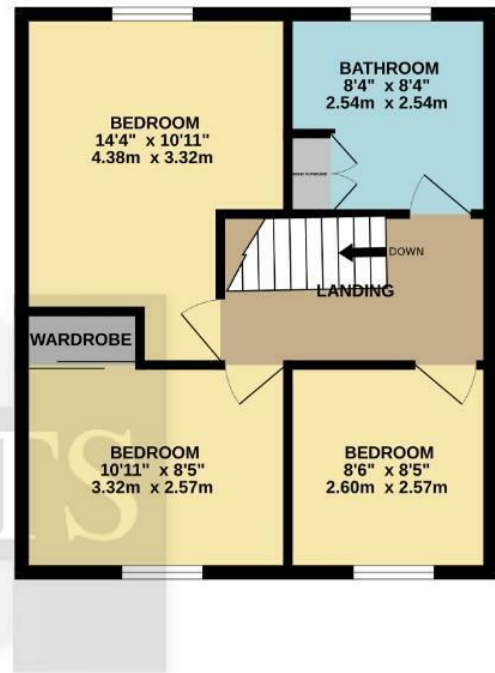 BEDROOM
14'4" x 10'11"
4.38m x 3.32m
BATHROOM
8'4" x 8'4"
2.54m x 2.54m
DOWN
LANDING
WARDROBE
BEDROOM
10'11" x 8'5"
3.32m x 2.57m
BEDROOM
8'6" x 8'5"
2.60m x 2.57m
TS